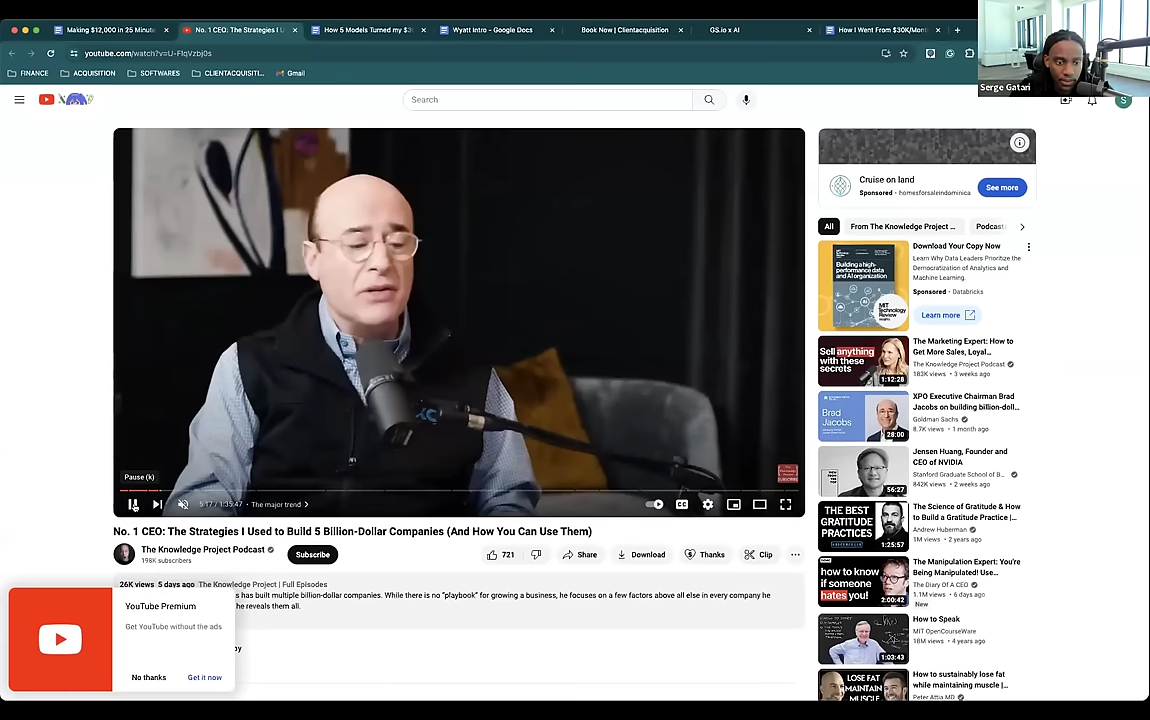 Making $12,000 in 25 Minut
No. 1 CEO: The Strategies I U
How 5 Models Turned my $3
Wyatt Intro - Google Docs
Book Now | Clientacquisition
GS.io x AI
How I Went From $30K/Mon
youtube.com/watch?v=U-FIqVzbj0s
FINANCE
ACQUISITION
SOFTWARES
CLIENTACQUISITI...
Gmail
Serge Gatari
Search
S
Cruise on land
Sponsored · homesforsaleindominica
See more
All
From The Knowledge Project ...
Podcast
Download Your Copy Now
Learn Why Data Leaders Prioritize the
Democratization of Analytics and
Machine Learning.
Sponsored · Databricks
Learn more
Building a high-
performance data
and AI organization
MIT
Technology
Review
Sell anything
with these
secrets
1:12:28
The Marketing Expert: How to
Get More Sales, Loyal...
The Knowledge Project Podcast
183K views · 3 weeks ago
Brad
Jacobs
28:00
XPO Executive Chairman Brad
Jacobs on building billion-doll...
Goldman Sachs
8.7K views · 1 month ago
56:27
Jensen Huang, Founder and
CEO of NVIDIA
Stanford Graduate School of B...
842K views · 2 weeks ago
THE BEST
GRATITUDE
PRACTICES
1:25:57
The Science of Gratitude & How
to Build a Gratitude Practice |...
Andrew Huberman
1M views · 2 years ago
how to know
if someone
hates you!
2:00:42
The Manipulation Expert: You're
Being Manipulated! Use...
The Diary Of A CEO
1.1M views · 6 days ago
New
1:03:43
How to Speak
MIT OpenCourseWare
18M views · 4 years ago
LOSE FAT
MAINTAIN
MUSCLE
How to sustainably lose fat
while maintaining muscle |...
Peter Attia MD
Pause (k)
5:17 / 1:35:47 · The major trend
CC
No. 1 CEO: The Strategies I Used to Build 5 Billion-Dollar Companies (And How You Can Use Them)
The Knowledge Project Podcast
198K subscribers
Subscribe
721
Share
Download
Thanks
Clip
26K views 5 days ago The Knowledge Project | Full Episodes
s has built multiple billion-dollar companies. While there is no "playbook" for growing a business, he focuses on a few factors above all else in every company he
he reveals them all.
by
YouTube Premium
Get YouTube without the ads
No thanks
Get it now